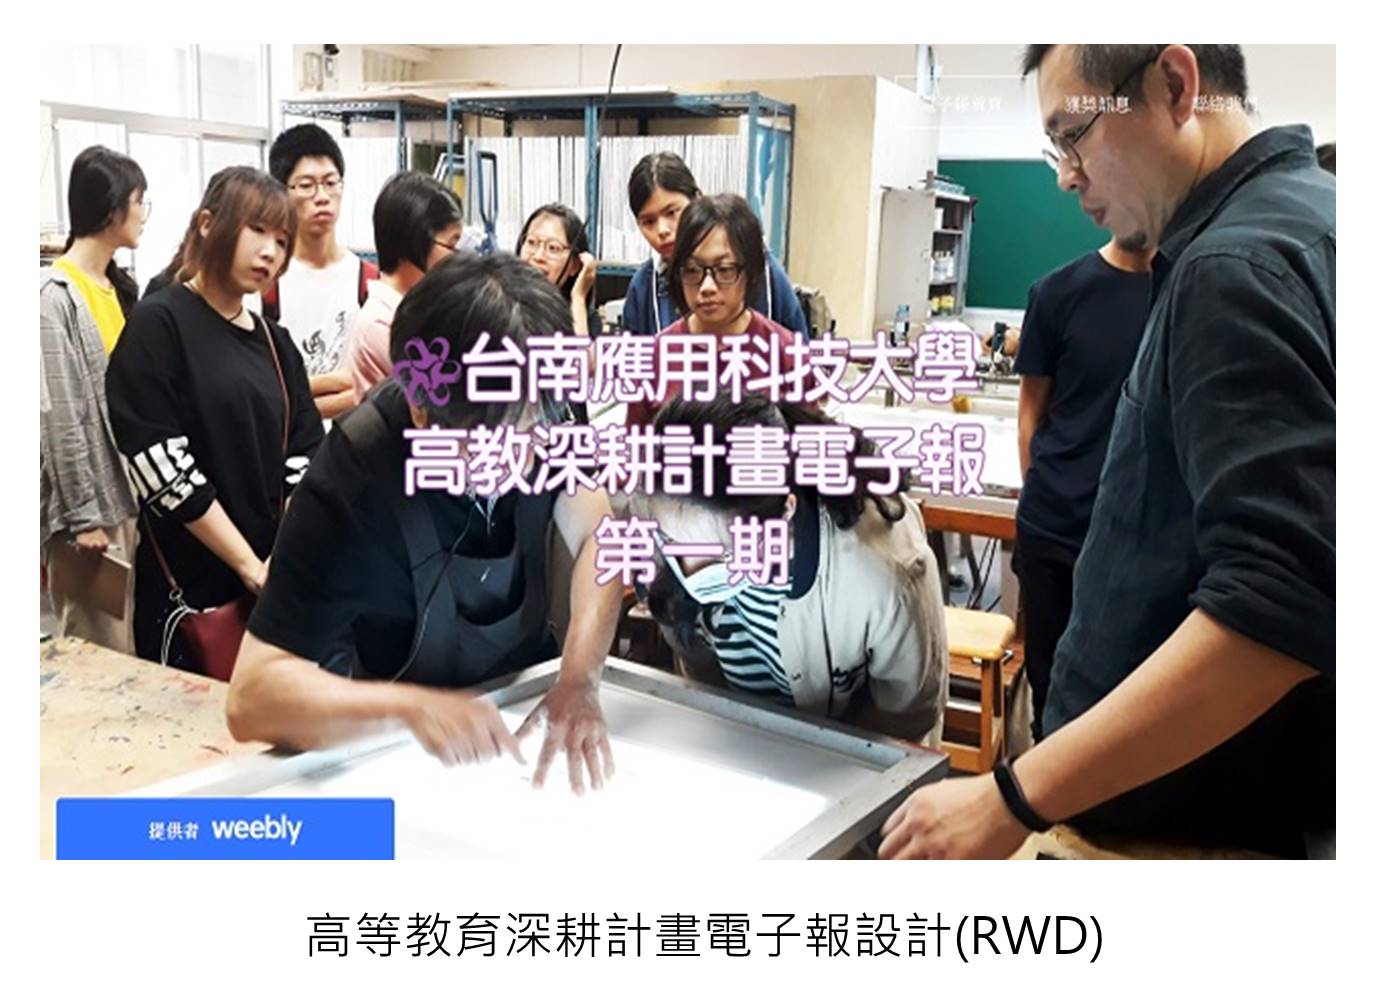 電子報首頁 獲獎訊息 聯絡我們
台南應用科技大學
高教深耕計畫電子報
第一期
提供者 weebly
高等教育深耕計畫電子報設計(RWD)